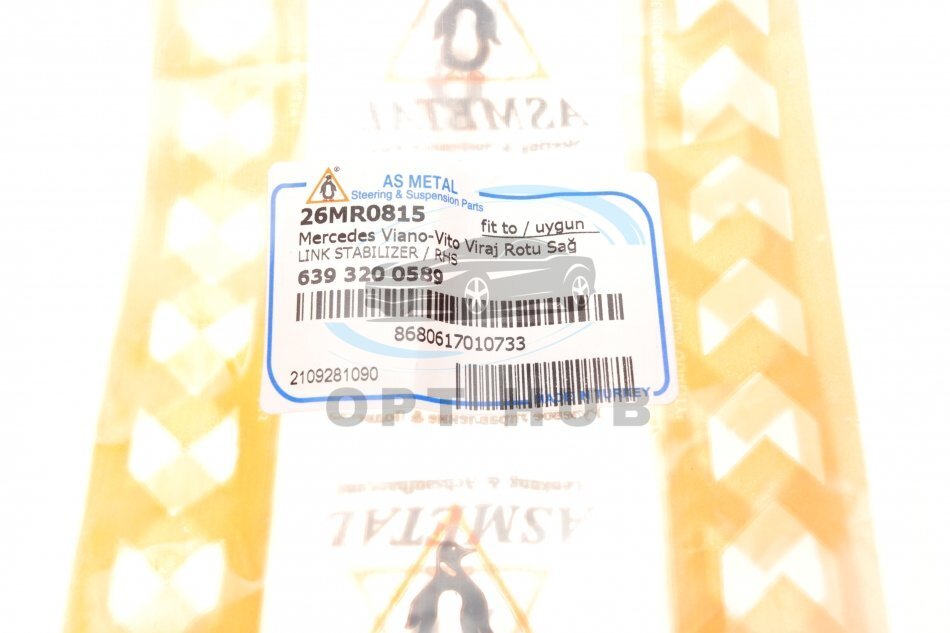 ASMETAL
®
AS METAL
Steering & Suspension Parts
26MR0815
fit to / uygun
Mercedes Viano-Vito Viraj Rotu Sağ
LINK STABILIZER / RHS
639 320 0589
8680617010733
2109281090
MADE IN TURKEY
OPT HUB
ASMETAL